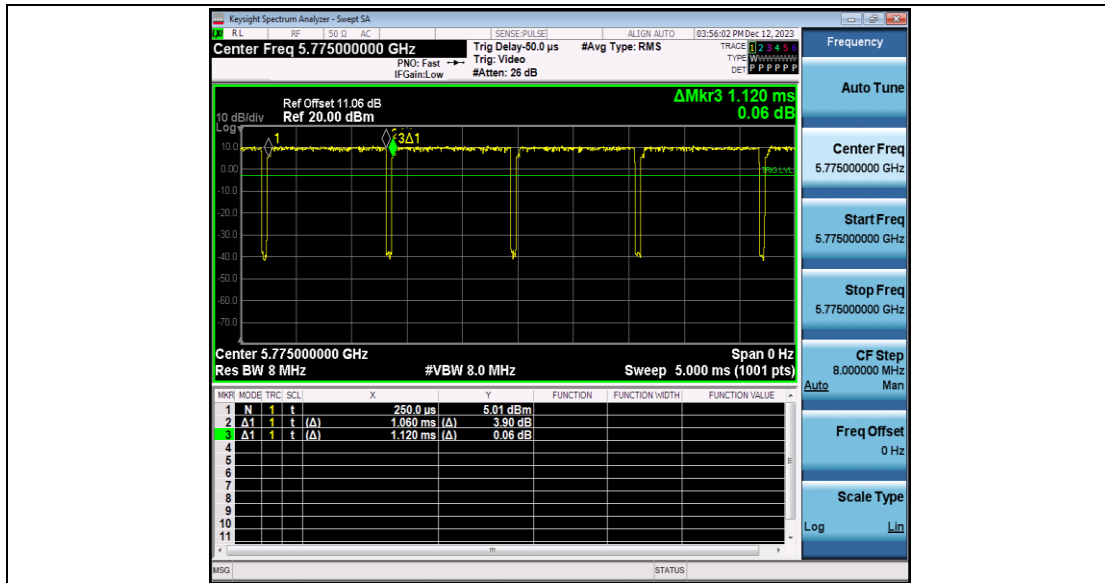 Keysight Spectrum Analyzer - Swept SA
RL RF 50 Ω AC SENSE:PULSE ALIGN AUTO 03:56:02 PM Dec 12, 2023
Center Freq 5.775000000 GHz
PNO: Fast
IFGain:Low
Trig Delay-50.0 µs
Trig: Video
#Atten: 26 dB
#Avg Type: RMS
TRACE 1 2 3 4 5 6
TYPE WWWWWW
DET P P P P P P
ΔMkr3 1.120 ms
0.06 dB
Ref Offset 11.06 dB
10 dB/div Ref 20.00 dBm
Log
10.0
0.00
-10.0
-20.0
-30.0
-40.0
-50.0
-60.0
-70.0
1
3Δ1
TRIG LVL
Center 5.775000000 GHz Span 0 Hz
Res BW 8 MHz #VBW 8.0 MHz Sweep 5.000 ms (1001 pts)
MKR MODE TRC SCL X Y FUNCTION FUNCTION WIDTH FUNCTION VALUE
1 N 1 t 250.0 µs 5.01 dBm
2 Δ1 1 t (Δ) 1.060 ms (Δ) 3.90 dB
3 Δ1 1 t (Δ) 1.120 ms (Δ) 0.06 dB
4
5
6
7
8
9
10
11
MSG STATUS
Frequency
Auto Tune
Center Freq
5.775000000 GHz
Start Freq
5.775000000 GHz
Stop Freq
5.775000000 GHz
CF Step
8.000000 MHz
Auto Man
Freq Offset
0 Hz
Scale Type
Log Lin